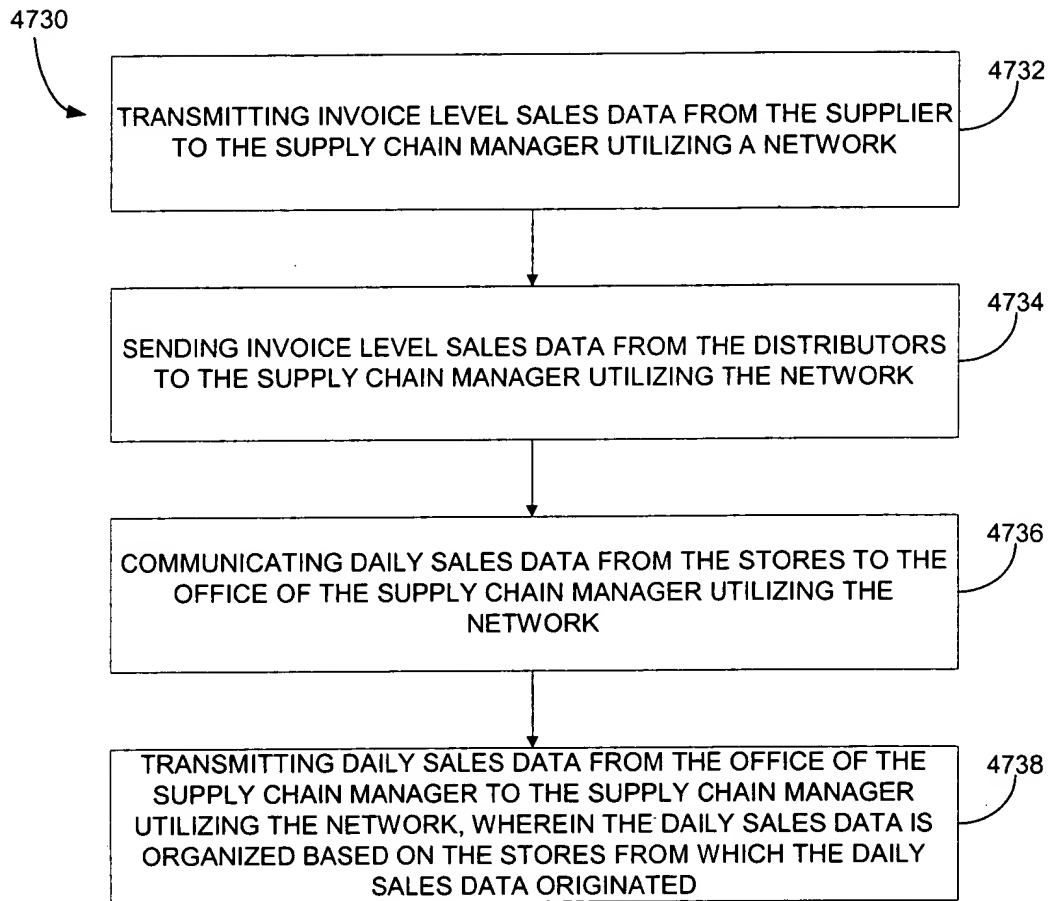 4730
4732
TRANSMITTING INVOICE LEVEL SALES DATA FROM THE SUPPLIER
TO THE SUPPLY CHAIN MANAGER UTILIZING A NETWORK
4734
SENDING INVOICE LEVEL SALES DATA FROM THE DISTRIBUTORS
TO THE SUPPLY CHAIN MANAGER UTILIZING THE NETWORK
4736
COMMUNICATING DAILY SALES DATA FROM THE STORES TO THE
OFFICE OF THE SUPPLY CHAIN MANAGER UTILIZING THE
NETWORK
4738
TRANSMITTING DAILY SALES DATA FROM THE OFFICE OF THE
SUPPLY CHAIN MANAGER TO THE SUPPLY CHAIN MANAGER
UTILIZING THE NETWORK, WHEREIN THE DAILY SALES DATA IS
ORGANIZED BASED ON THE STORES FROM WHICH THE DAILY
SALES DATA ORIGINATED